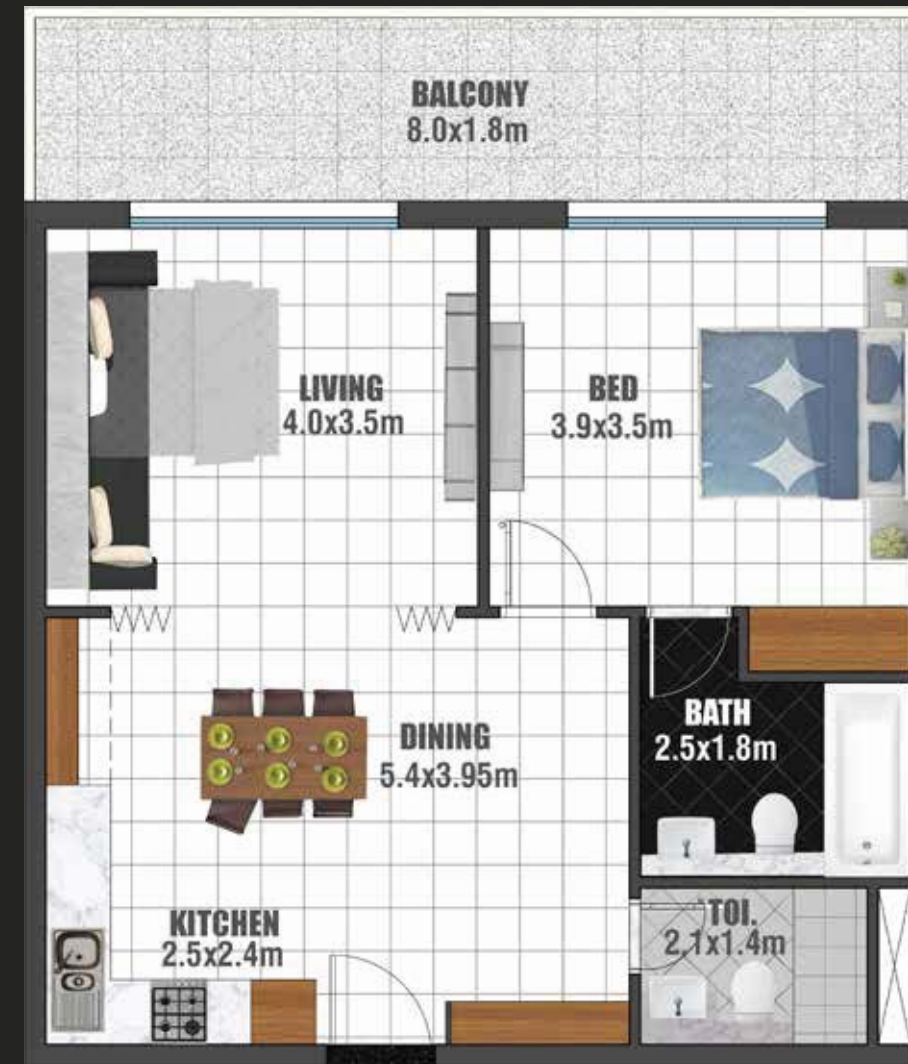 BALCONY
8.0x1.8m
LIVING
4.0x3.5m
BED
3.9x3.5m
DINING
5.4x3.95m
BATH
2.5x1.8m
KITCHEN
2.5x2.4m
TOI.
2.1x1.4m